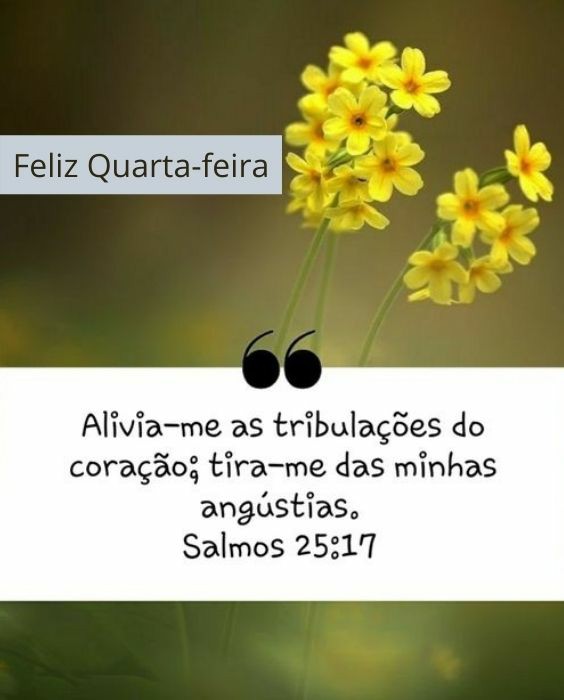 Feliz Quarta-feira
Alivia-me as tribulações do
coração; tira-me das minhas
angústias.
Salmos 25:17